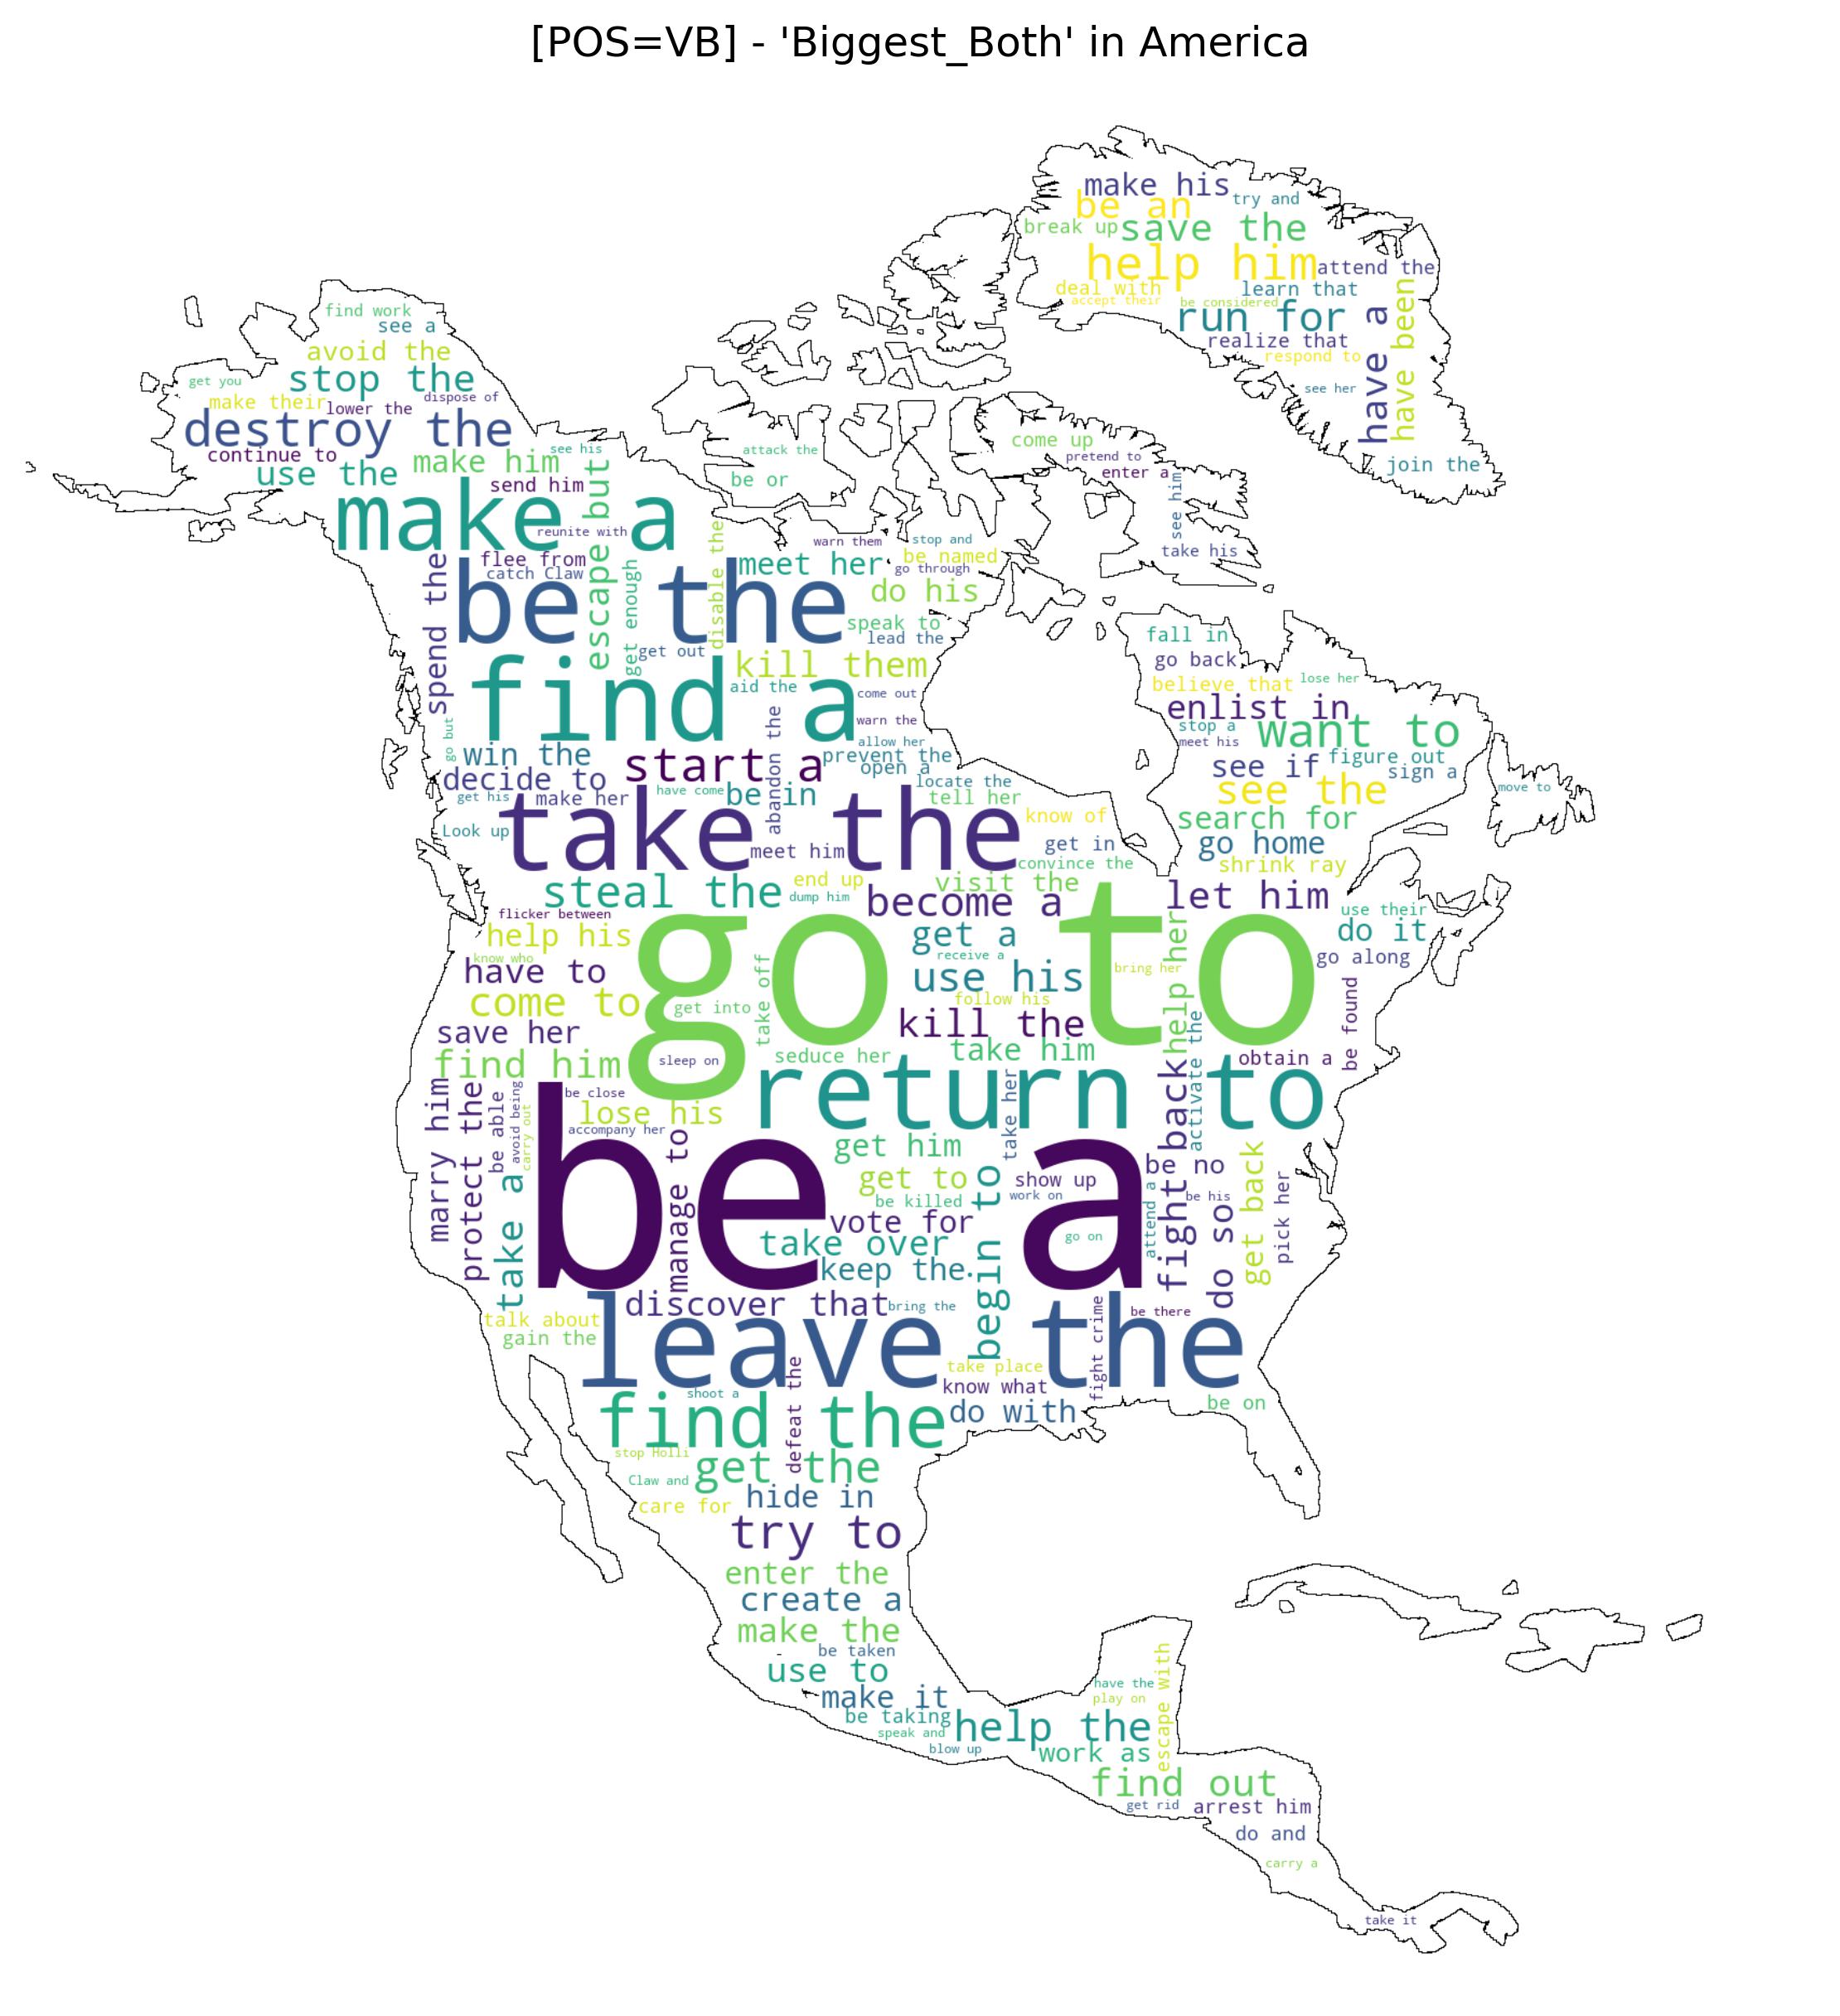 [POS=VB] - 'Biggest_Both' in America
make his
be an
try and
break up
save the
help him
attend the
deal with
learn that
accept their
be considered
run for
realize that
respond to
see her
have a
have been
join the
find work
see a
avoid the
stop the
get you
make their
lower the
dispose of
destroy the
continue to
use the
make him
see his
send him
escape but
attack the
be or
come up
pretend to
enter a
see him
take his
make a
reunite with
flee from
catch Claw
spend the
get enough
disable the
warn them
stop and
meet her
be named
go through
be the
do his
speak to
lead the
get out
kill them
find a
aid the
come out
warn the
fall in
go back
believe that
lose her
enlist in
stop a
want to
meet his
see if
figure out
sign a
see the
move to
search for
go home
shrink ray
go but
win the
decide to
start a
abandon the
allow her
prevent the
open a
get his
make her
have come
be in
locate the
tell her
Look up
take the
know of
meet him
get in
convince the
steal the
end up
dump him
visit the
become a
let him
use their
do it
go along
flicker between
help his
know who
have to
come to
go to
get a
receive a
use his
bring her
help her
get into
take off
follow his
save her
kill the
be found
find him
sleep on
seduce her
take him
activate the
obtain a
return to
marry him
protect the
be able
avoid being
carry out
be close
lose his
accompany her
take her
fight back
take a
be a
manage to
get him
get to
be killed
show up
work on
be no
be his
get back
pick her
vote for
take over
begin to
go on
attend a
do so
keep the
discover that
bring the
be there
talk about
gain the
leave the
fight crime
take place
know what
shoot a
defeat the
find the
do with
be on
stop Holli
get the
Claw and
care for
hide in
try to
enter the
create a
make the
be taken
use to
make it
be taking
speak and
blow up
have the
play on
escape with
help the
work as
find out
get rid
arrest him
do and
carry a
take it